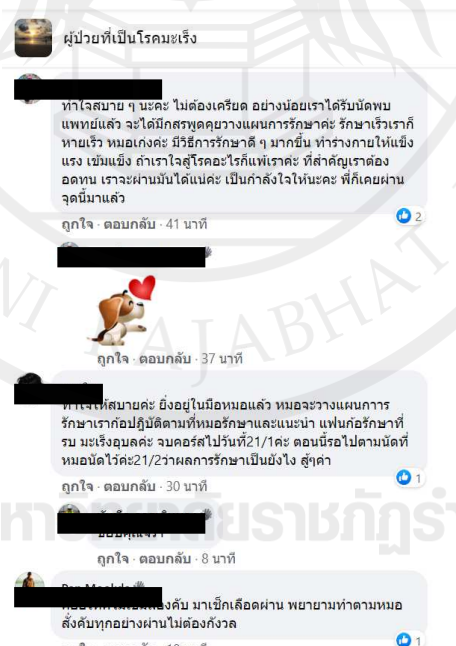 ผู้ป่วยที่เป็นโรคมะเร็ง
ทำใจสบาย ๆ นะคะ ไม่ต้องเครียด อย่างน้อยเราได้รับนัดพบ
แพทย์แล้ว จะได้มีกสรพูดคุยวางแผนการรักษาค่ะ รักษาเร็วเราก็
หายเร็ว หมอเก่งค่ะ มีวิธีการรักษาดี ๆ มากขึ้น ทำร่างกายให้แข็ง
แรง เข้มแข็ง ถ้าเราใจสู้โรคอะไรก็แพ้เราค่ะ ที่สำคัญเราต้อง
อดทน เราจะผ่านมันได้แน่ค่ะ เป็นกำลังใจให้นะคะ พี่ก็เคยผ่าน
จุดนี้มาแล้ว
ถูกใจ · ตอบกลับ · 41 นาที
2
ถูกใจ · ตอบกลับ · 37 นาที
ทำใจให้สบายค่ะ ยิ่งอยู่ในมือหมอแล้ว หมอจะวางแผนการร
รักษาเราก้อปฏิบัติตามที่หมอรักษาและแนะนำ แฟนก้อรักษาที่
รบ มะเร็งอุบลค่ะ จบคอร์สไปวันที่21/1ค่ะ ตอนนี้รอไปตามนัดที่
หมอนัดไว้ค่ะ21/2ว่าผลการรักษาเป็นยังไง สู้ๆค่า
ถูกใจ · ตอบกลับ · 30 นาที
1
ถูกใจ · ตอบกลับ · 8 นาที
คับ มาเช็กเลือดผ่าน พยายามทำตามหมอ
สั่งคับทุกอย่างผ่านไม่ต้องกังวล
1
RAJABHAT